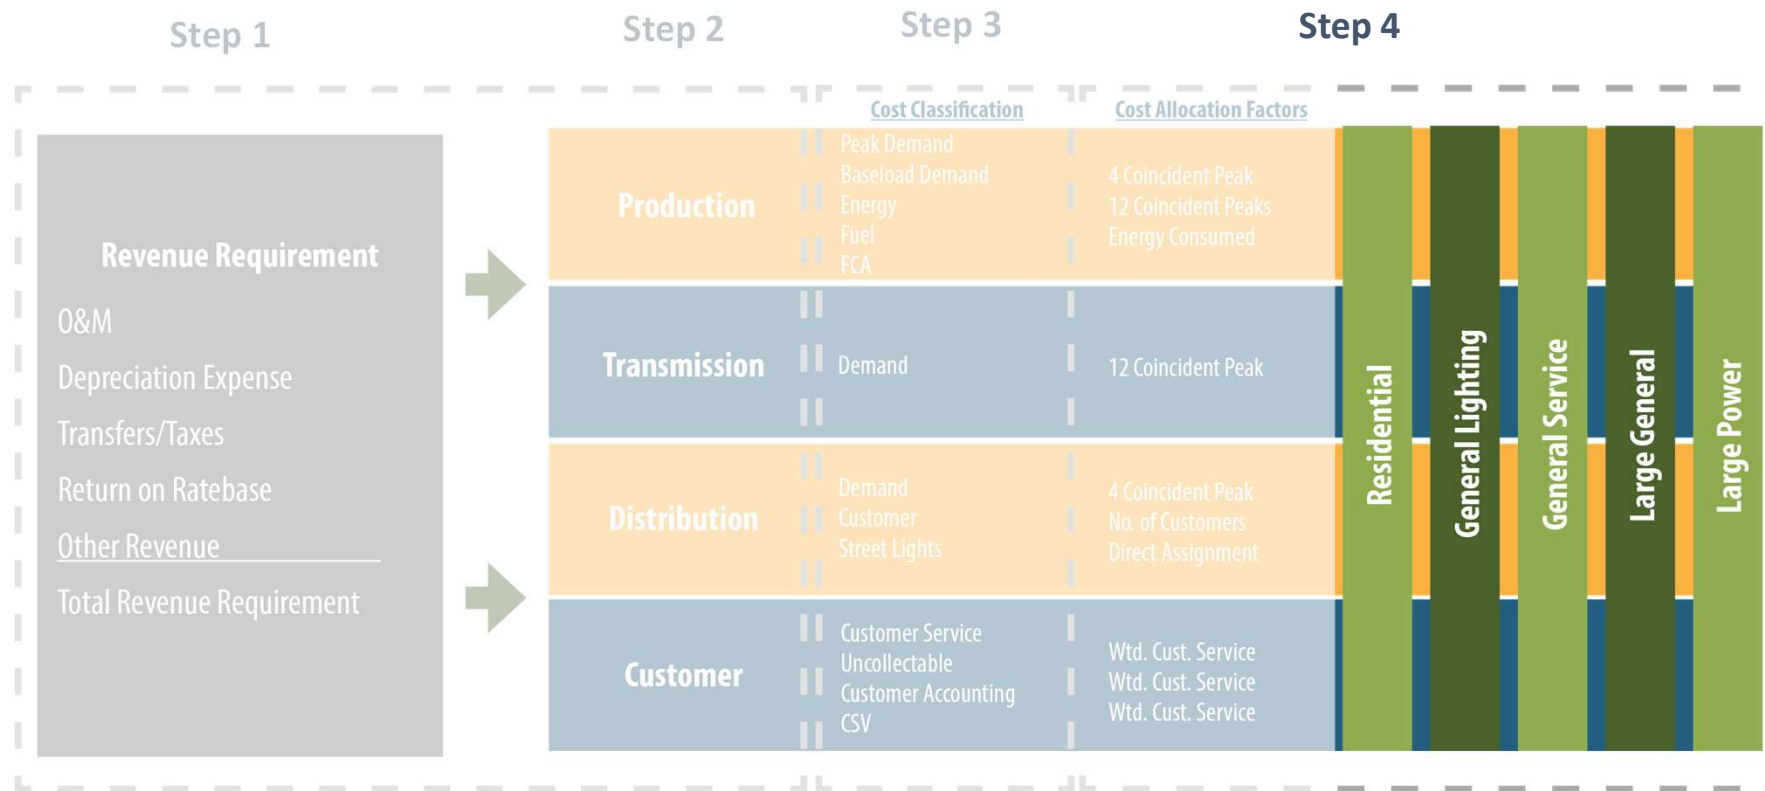 Step 1
Step 2
Step 3
Step 4
Revenue Requirement
O&M
Depreciation Expense
Transfers/Taxes
Return on Ratebase
Other Revenue
Total Revenue Requirement
Cost Classification
Cost Allocation Factors
Production
Peak Demand
Baseload Demand
Energy
Fuel
FCA
4 Coincident Peak
12 Coincident Peaks
Energy Consumed
Transmission
Demand
12 Coincident Peak
Distribution
Demand
Customer
Street Lights
4 Coincident Peak
No. of Customers
Direct Assignment
Customer
Customer Service
Uncollectable
Customer Accounting
CSV
Wtd. Cust. Service
Wtd. Cust. Service
Wtd. Cust. Service
Residential
General Lighting
General Service
Large General
Large Power